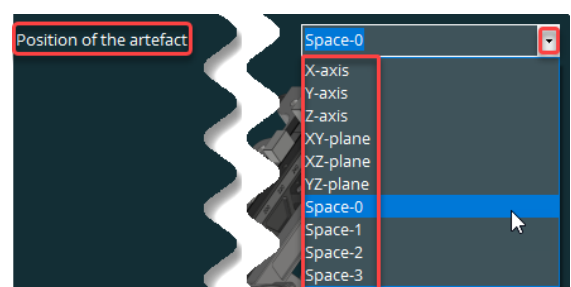 Position of the artefact
Space-0
X-axis
Y-axis
Z-axis
XY-plane
XZ-plane
YZ-plane
Space-0
Space-1
Space-2
Space-3